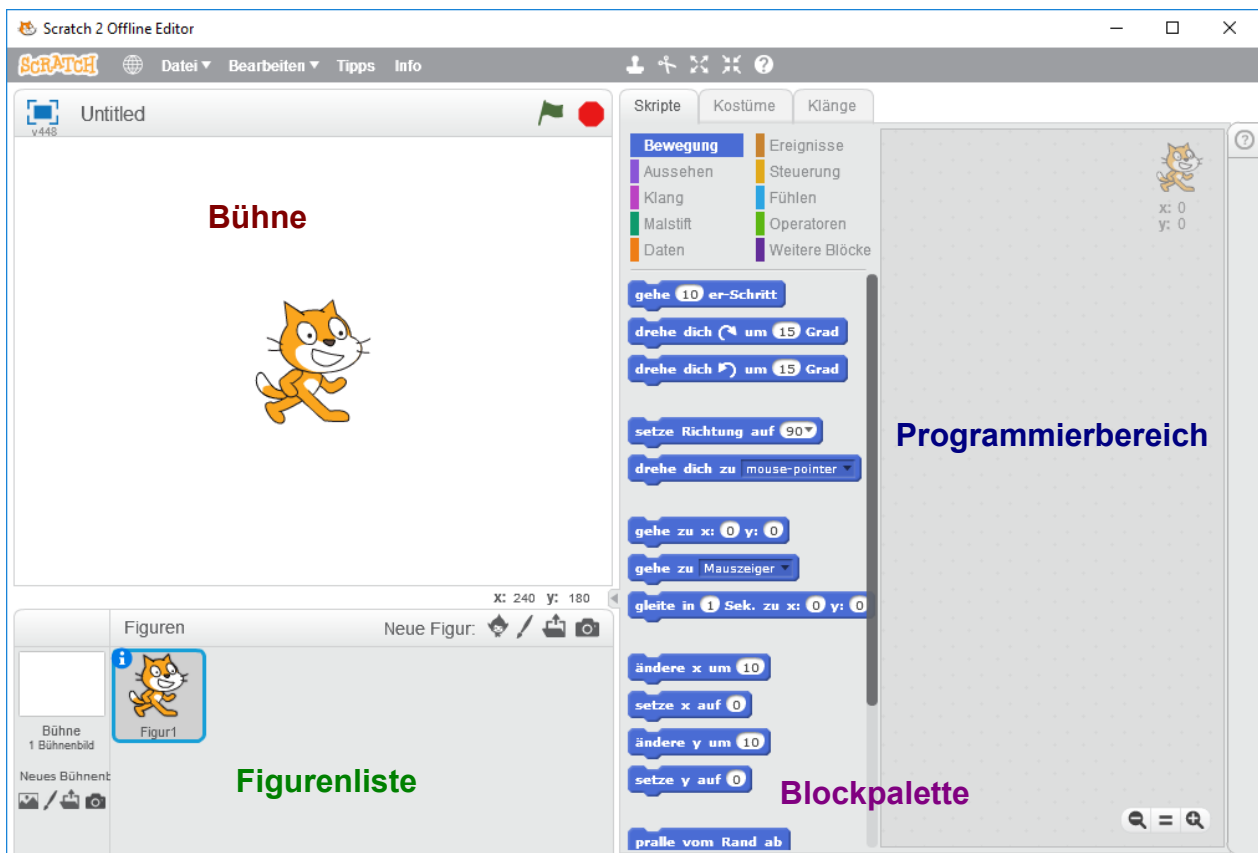 Scratch 2 Offline Editor
SCRATCH Datei Bearbeiten Tipps Info
v448
Untitled
Bühne
x: 240 y: 180
Figuren
Neue Figur:
Bühne
1 Bühnenbild
Figur1
Neues Bühnenb
Figurenliste
Skripte Kostüme Klänge
Bewegung Ereignisse
Aussehen Steuerung
Klang Fühlen
Malstift Operatoren
Daten Weitere Blöcke
gehe 10 er-Schritt
drehe dich um 15 Grad
drehe dich um 15 Grad
setze Richtung auf 90
drehe dich zu mouse-pointer
gehe zu x: 0 y: 0
gehe zu Mauszeiger
gleite in 1 Sek. zu x: 0 y: 0
ändere x um 10
setze x auf 0
ändere y um 10
setze y auf 0
pralle vom Rand ab
Blockpalette
x: 0
y: 0
Programmierbereich